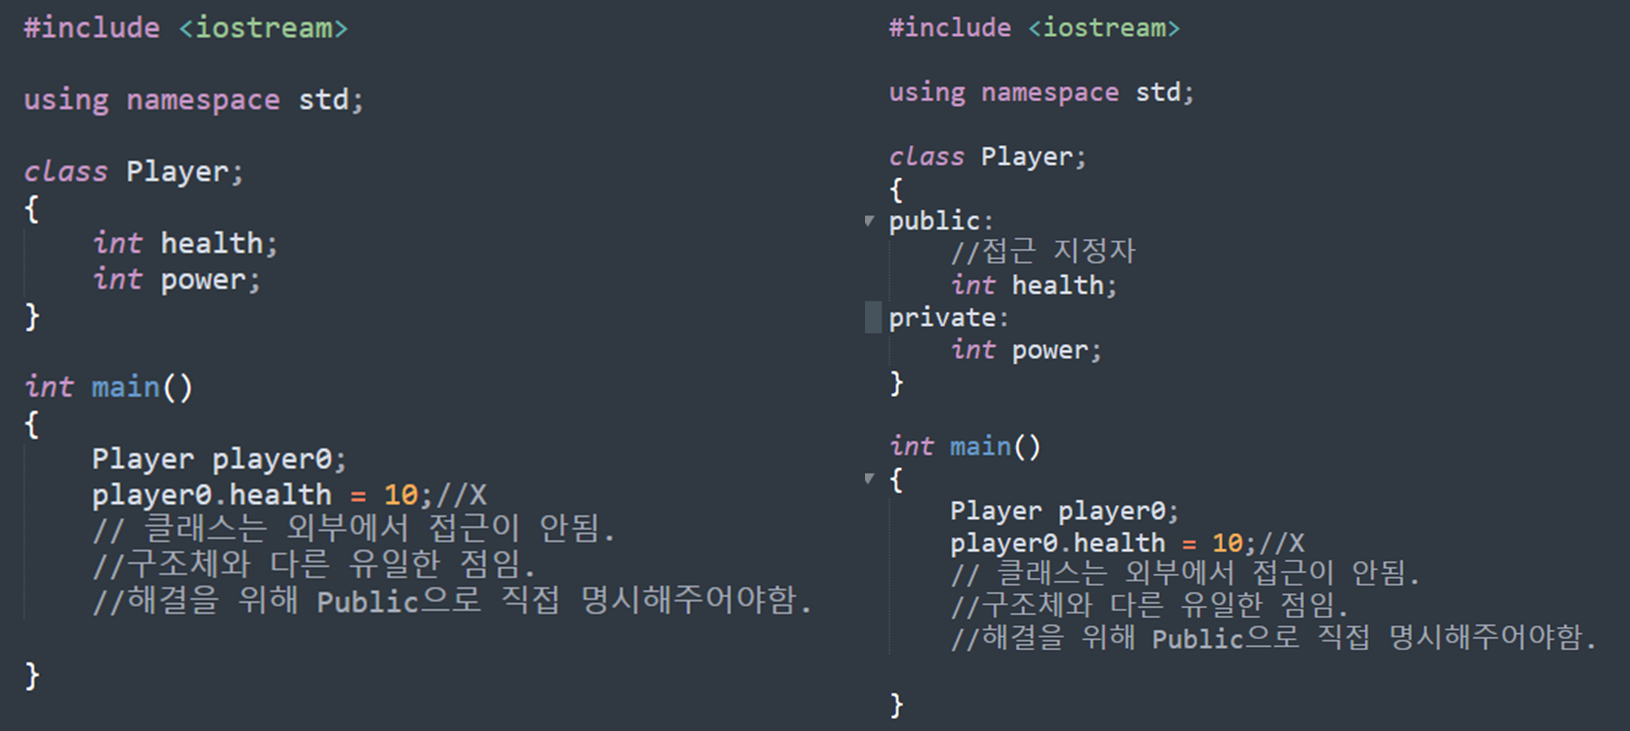 #include <iostream>
using namespace std;
class Player;
{
int health;
int power;
}
int main()
{
Player player0;
player0.health = 10;//X
// 클래스는 외부에서 접근이 안됨.
//구조체와 다른 유일한 점임.
//해결을 위해 Public으로 직접 명시해주어야함.
}
#include <iostream>
using namespace std;
class Player;
{
public:
//접근 지정자
int health;
private:
int power;
}
int main()
{
Player player0;
player0.health = 10;//X
// 클래스는 외부에서 접근이 안됨.
//구조체와 다른 유일한 점임.
//해결을 위해 Public으로 직접 명시해주어야함.
}